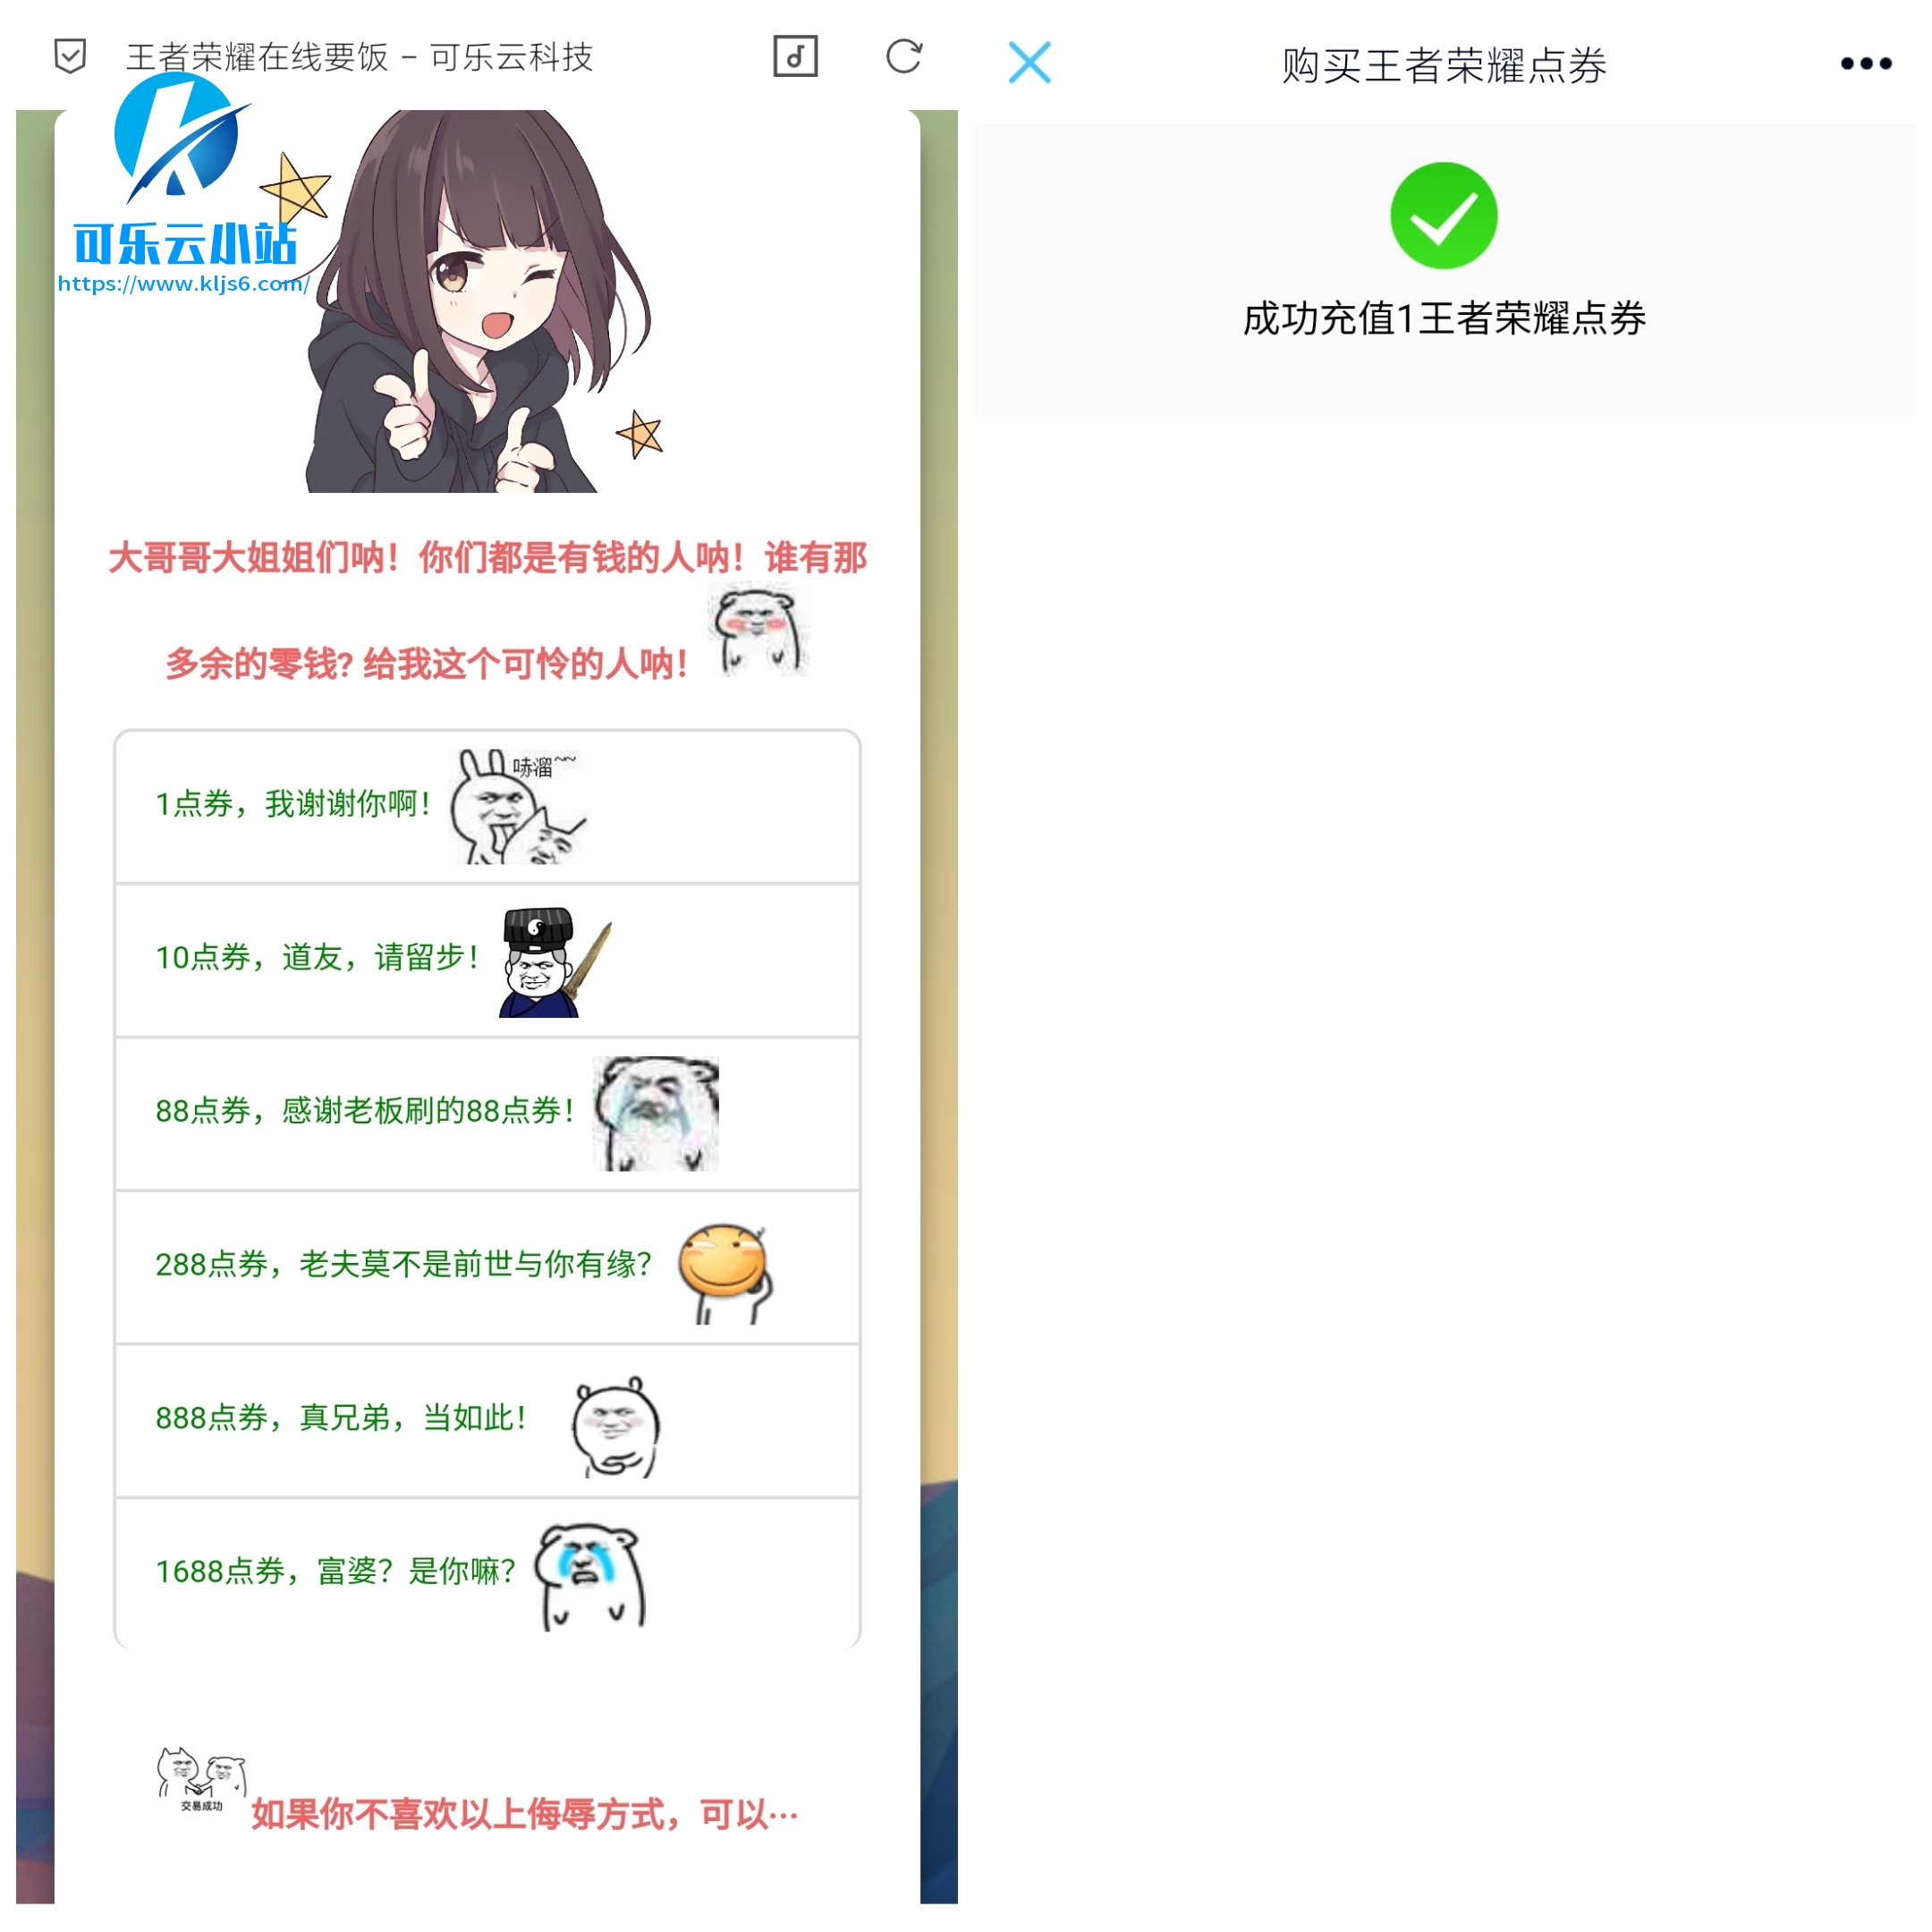 王者荣耀在线要饭 – 可乐云科技
可乐云小站
https://www.kljs6.com/
大哥哥大姐姐们呐！你们都是有钱的人呐！谁有那
多余的零钱? 给我这个可怜的人呐！
1点券，我谢谢你啊！
哧溜~~
10点券，道友，请留步！
88点券，感谢老板刷的88点券！
288点券，老夫莫不是前世与你有缘？
888点券，真兄弟，当如此！
1688点券，富婆？是你嘛？
交易成功
如果你不喜欢以上侮辱方式，可以…
购买王者荣耀点券
成功充值1王者荣耀点券